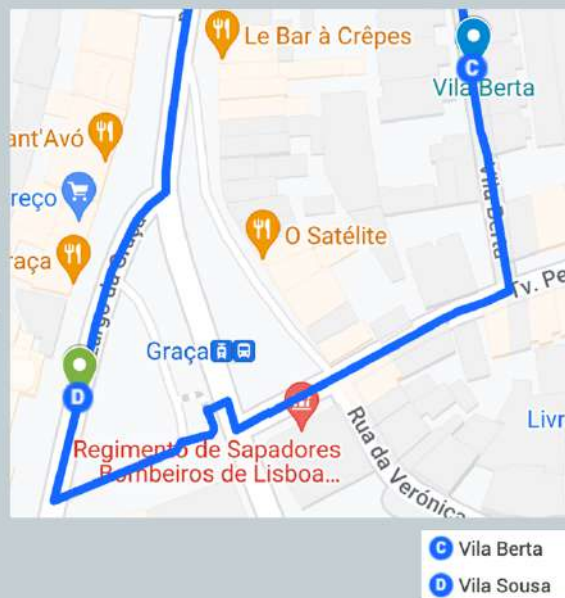 Le Bar à Crêpes
Vila Berta
ant'Avó
reço
raça
Largo da Graça
O Satélite
Vila Berta
Tv. Pe
Graça
Regimento de Sapadores
Bombeiros de Lisboa...
Rua da Verónica
Livr
C
D
C Vila Berta
D Vila Sousa